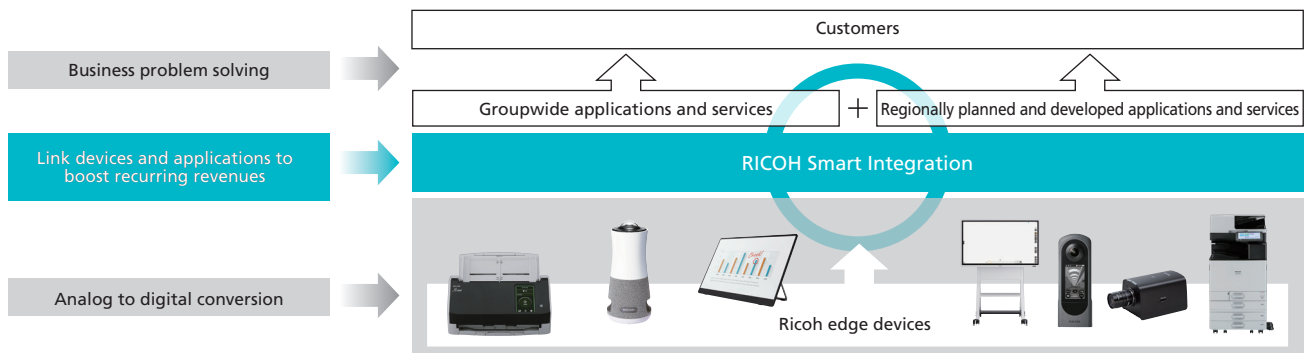 Customers
Business problem solving
Groupwide applications and services
+
Regionally planned and developed applications and services
Link devices and applications to
boost recurring revenues
RICOH Smart Integration
Analog to digital conversion
Ricoh edge devices